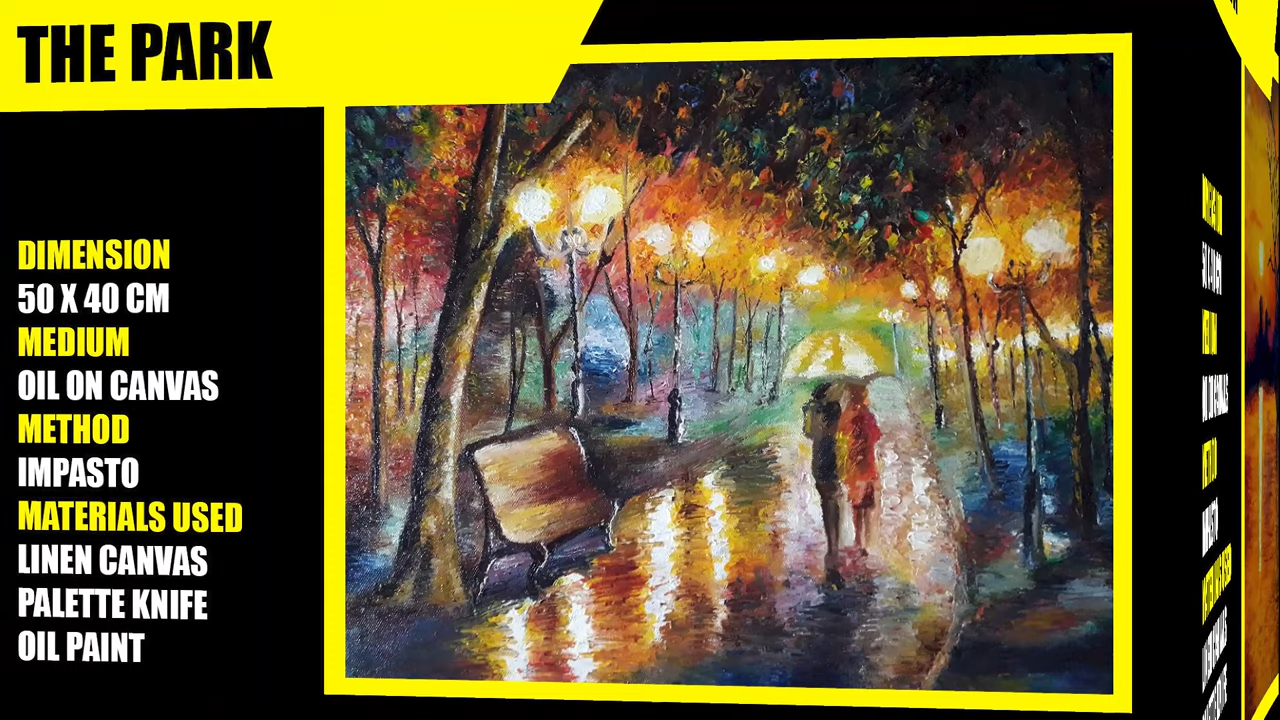 THE PARK
DIMENSION
50 X 40 CM
MEDIUM
OIL ON CANVAS
METHOD
IMPASTO
MATERIALS USED
LINEN CANVAS
PALETTE KNIFE
OIL PAINT